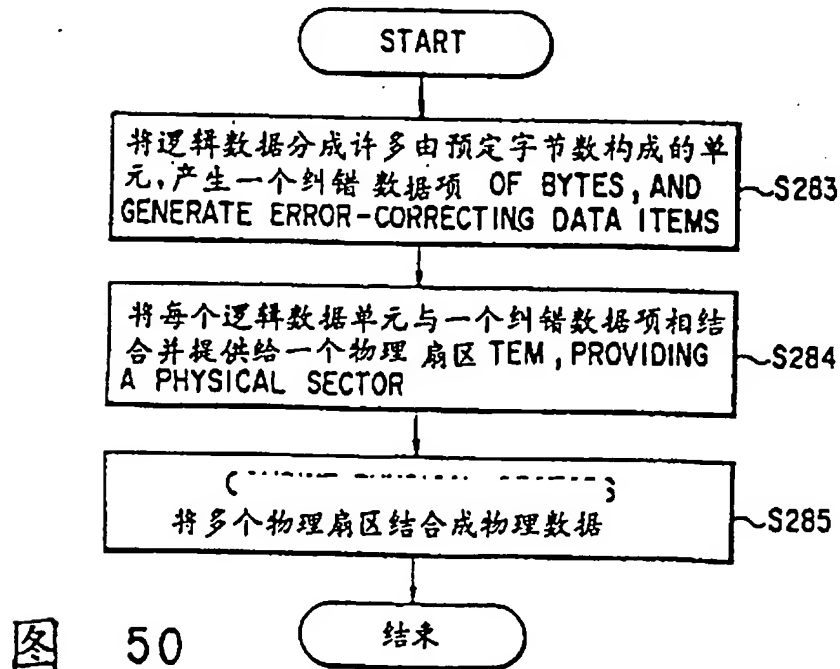 START
将逻辑数据分成许多由预定字节数构成的单
元,产生一个纠错数据项 OF BYTES, AND
GENERATE ERROR-CORRECTING DATA ITEMS
S283
将每个逻辑数据单元与一个纠错数据项相结
合并提供给一个物理扇区 TEM, PROVIDING
A PHYSICAL SECTOR
S284
将多个物理扇区结合成物理数据
S285
结束
图 50